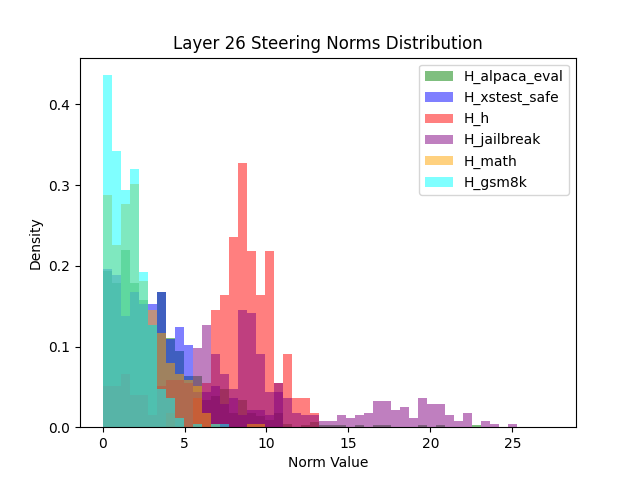 Layer 26 Steering Norms Distribution
H_alpaca_eval
H_xstest_safe
H_h
H_jailbreak
H_math
H_gsm8k
Density
0.4
0.3
0.2
0.1
0.0
0 5 10 15 20 25
Norm Value